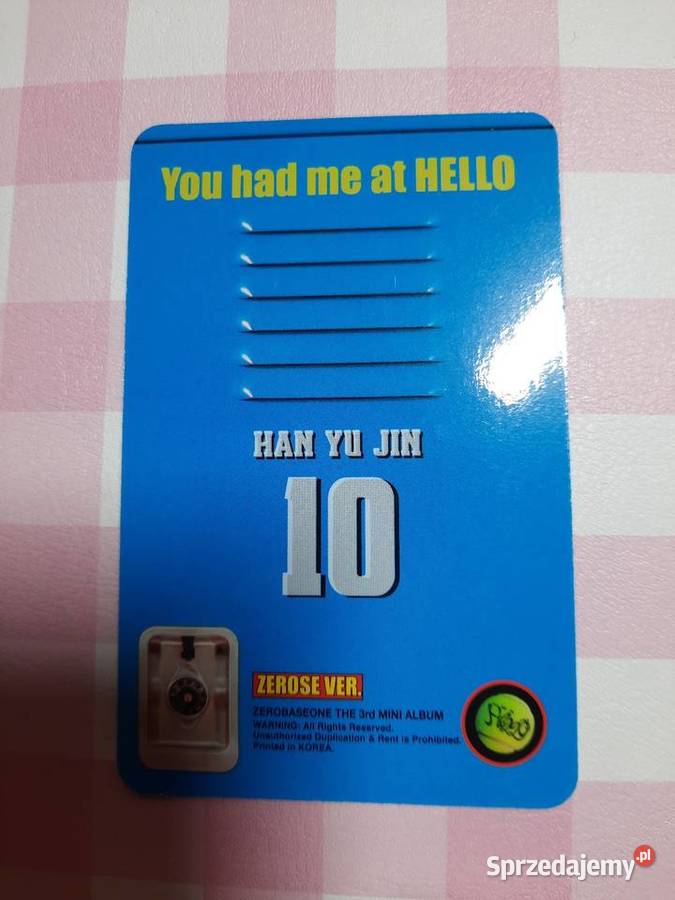 You had me at HELLO
HAN YU JIN
10
ZEROSE VER.
ZEROBASEONE THE 3rd MINI ALBUM
WARNING: All Rights Reserved.
Unauthorized Duplication & Rent is Prohibited.
Printed in KOREA.
Sprzedajemy.pl